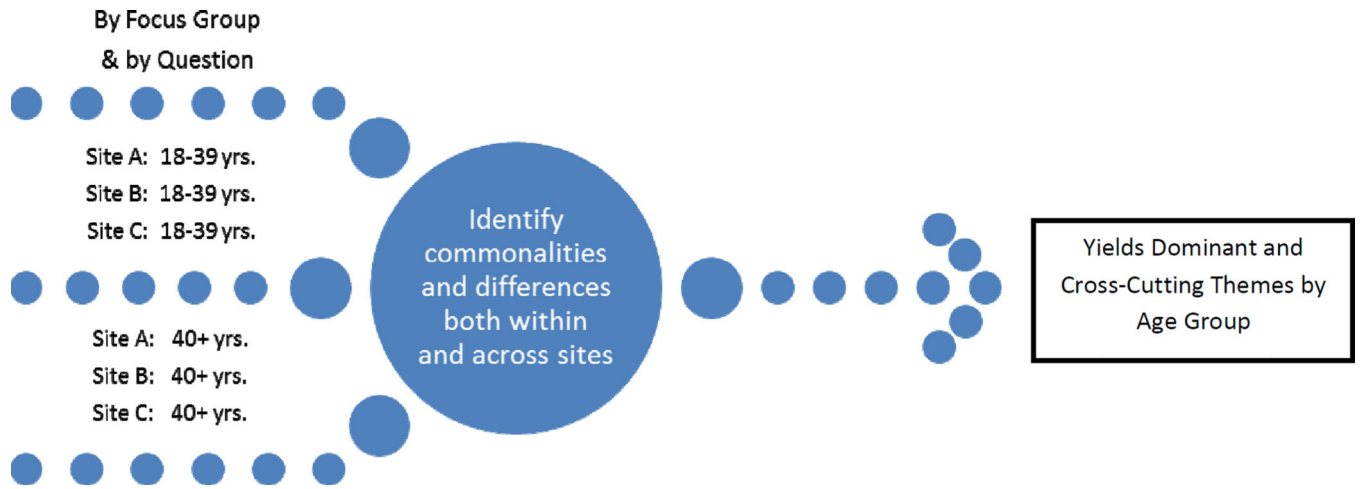 By Focus Group
& by Question
Site A: 18-39 yrs.
Site B: 18-39 yrs.
Site C: 18-39 yrs.
Site A: 40+ yrs.
Site B: 40+ yrs.
Site C: 40+ yrs.
Identify
commonalities
and differences
both within
and across sites
Yields Dominant and
Cross-Cutting Themes by
Age Group